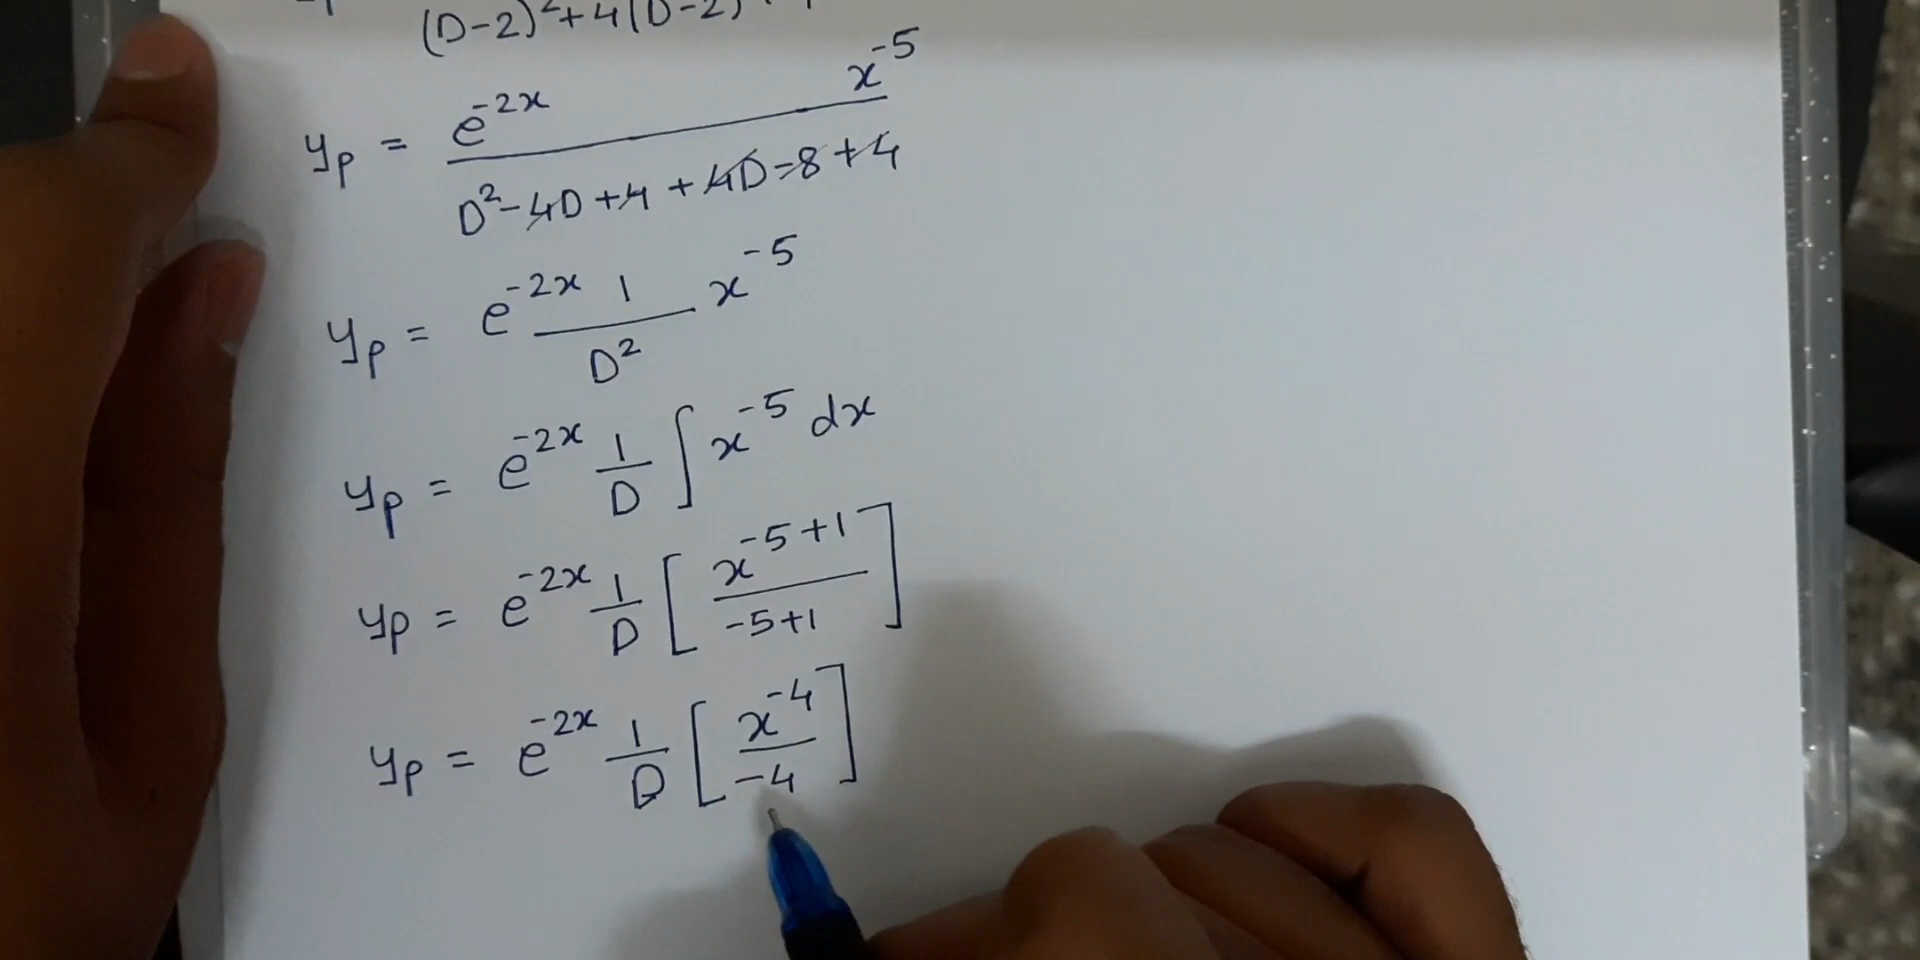 (D-2)²+4(D-2)
yp = e^-2x x^-5 / D²-4D+4+4D-8+4
yp = e^-2x 1/D² x^-5
yp = e^-2x 1/D ∫ x^-5 dx
yp = e^-2x 1/D [x^-5+1 / -5+1]
yp = e^-2x 1/D [x^-4 / -4]